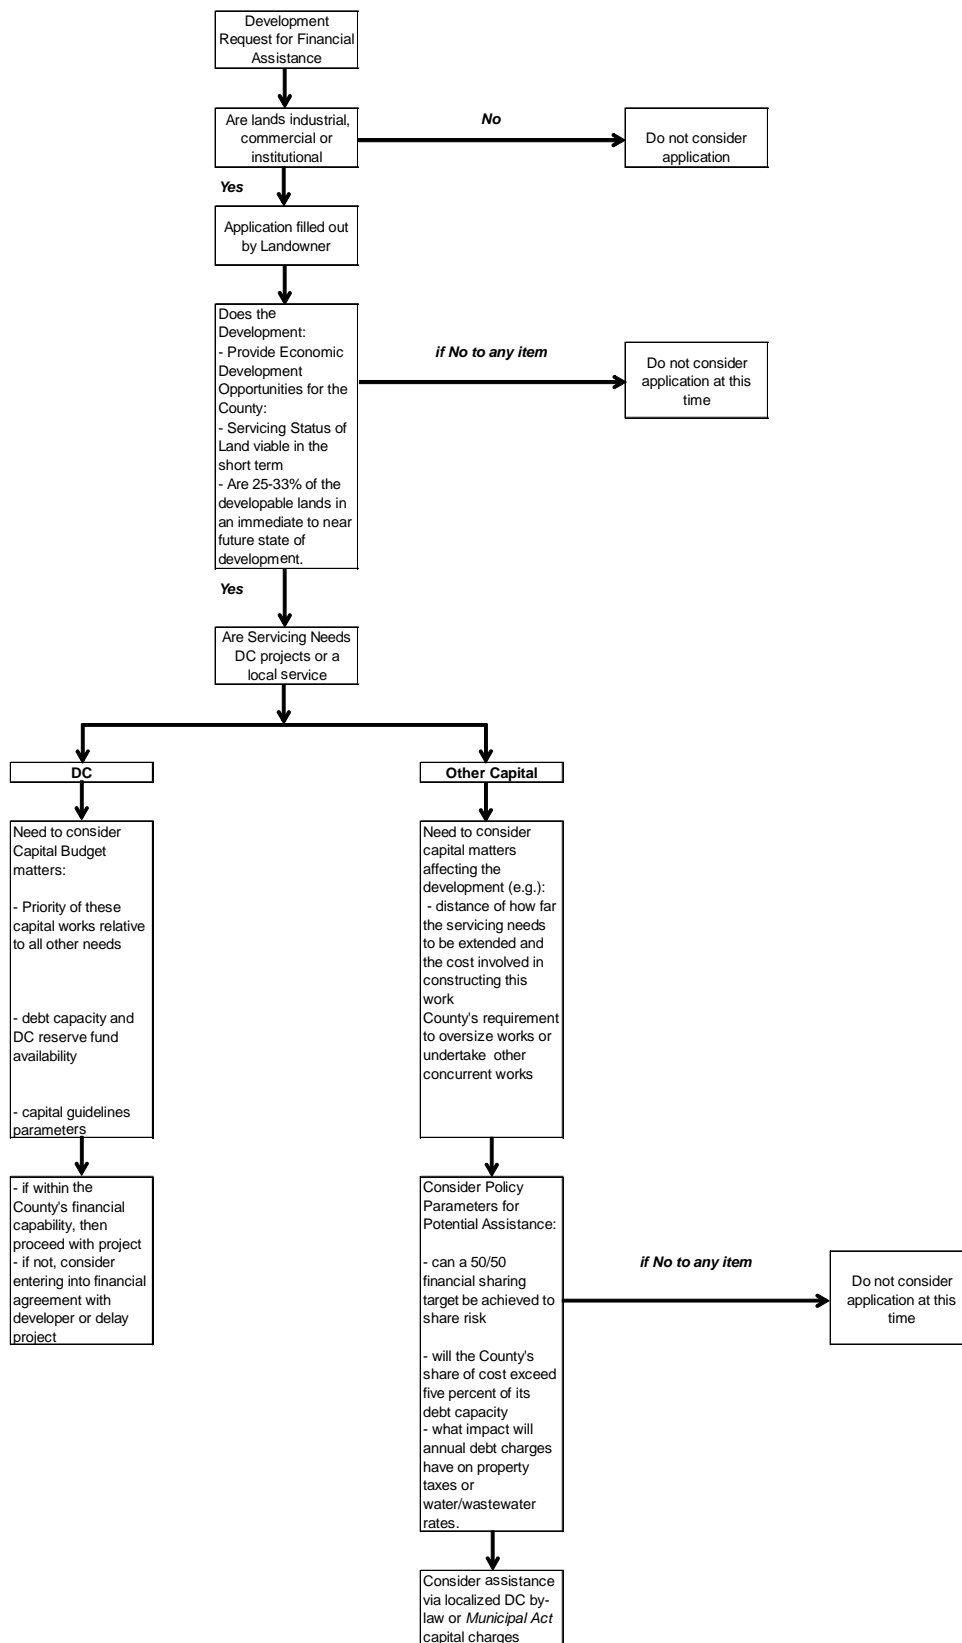 Development
Request for Financial
Assistance
Are lands industrial,
commercial or
institutional
No
Do not consider
application
Yes
Application filled out
by Landowner
Does the
Development:
- Provide Economic
Development
Opportunities for the
County:
- Servicing Status of
Land viable in the
short term
- Are 25-33% of the
developable lands in
an immediate to near
future state of
development.
if No to any item
Do not consider
application at this
time
Yes
Are Servicing Needs
DC projects or a
local service
DC
Need to consider
Capital Budget
matters:
- Priority of these
capital works relative
to all other needs
- debt capacity and
DC reserve fund
availability
- capital guidelines
parameters
- if within the
County's financial
capability, then
proceed with project
- if not, consider
entering into financial
agreement with
developer or delay
project
Other Capital
Need to consider
capital matters
affecting the
development (e.g.):
- distance of how far
the servicing needs
to be extended and
the cost involved in
constructing this
work
County's requirement
to oversize works or
undertake other
concurrent works
Consider Policy
Parameters for
Potential Assistance:
- can a 50/50
financial sharing
target be achieved to
share risk
- will the County's
share of cost exceed
five percent of its
debt capacity
- what impact will
annual debt charges
have on property
taxes or
water/wastewater
rates.
if No to any item
Do not consider
application at this
time
Consider assistance
via localized DC by-
law or Municipal Act
capital charges